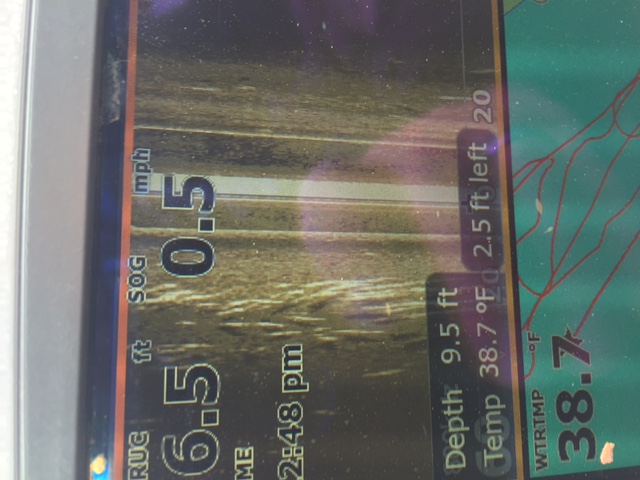 RUC ft SOG mph
6.5 0.5
ME
2:48 pm
Depth 9.5 ft
Temp 38.7 °F 2.5 ft left 20
WTRTMP °F
38.7